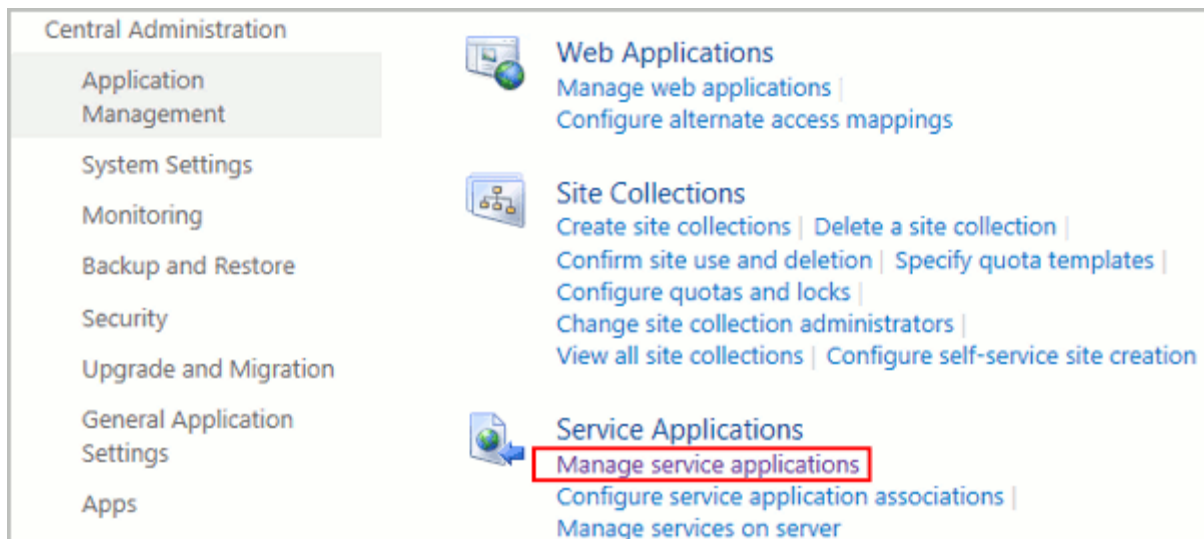 Central Administration
Application
Management
System Settings
Monitoring
Backup and Restore
Security
Upgrade and Migration
General Application
Settings
Apps
Web Applications
Manage web applications |
Configure alternate access mappings
Site Collections
Create site collections | Delete a site collection |
Confirm site use and deletion | Specify quota templates |
Configure quotas and locks |
Change site collection administrators |
View all site collections | Configure self-service site creation
Service Applications
Manage service applications
Configure service application associations |
Manage services on server